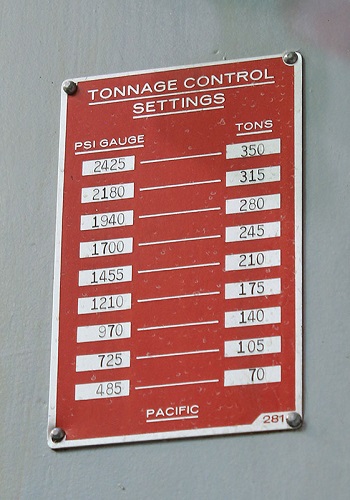 TONNAGE CONTROL
SETTINGS
PSI GAUGE TONS
2425 350
2180 315
1940 280
1700 245
1455 210
1210 175
970 140
725 105
485 70
PACIFIC
281